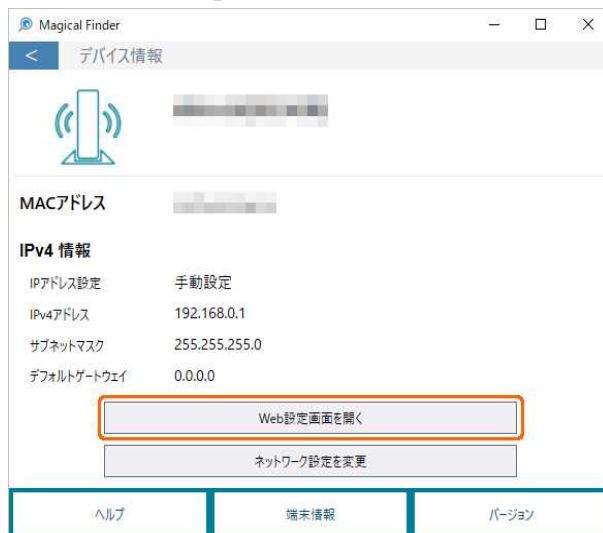 Magical Finder
< デバイス情報
MACアドレス
IPv4 情報
IPアドレス設定 手動設定
IPv4アドレス 192.168.0.1
サブネットマスク 255.255.255.0
デフォルトゲートウェイ 0.0.0.0
Web設定画面を開く
ネットワーク設定を変更
ヘルプ 端末情報 バージョン